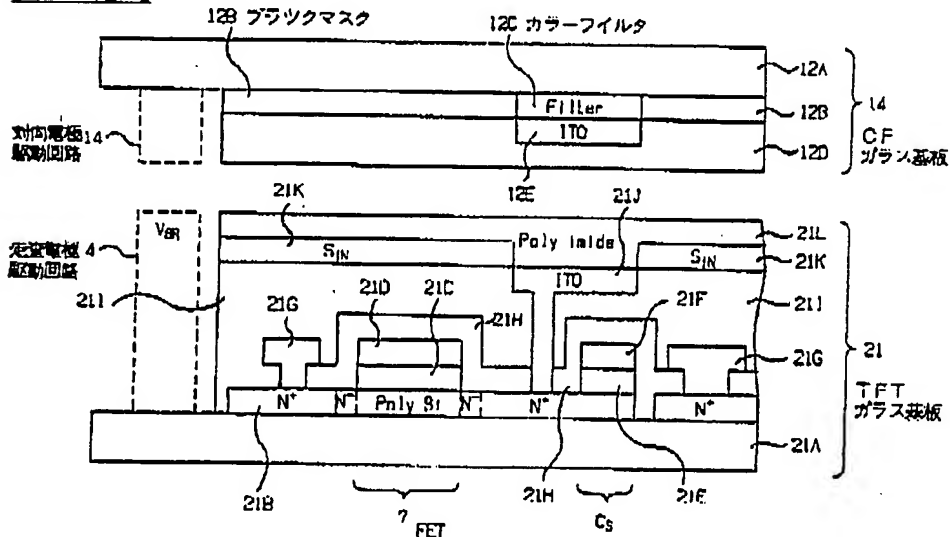 12B ブラックマスク
12C カラーフイルタ
12A
Filler
12B
14
ITO
12D
CF
ガラス基板
対向電極 14
駆動回路
12E
21K
21J
VBR
Poly Imide
21L
SIN
SIN
21K
走査電極 4
駆動回路
ITO
21I
21D
21C
21F
21I
21G
21H
21
21G
TFT
ガラス基板
N+
N-
Poly Si
N-
N+
N+
21A
21B
21H
21E
7 FET
CS